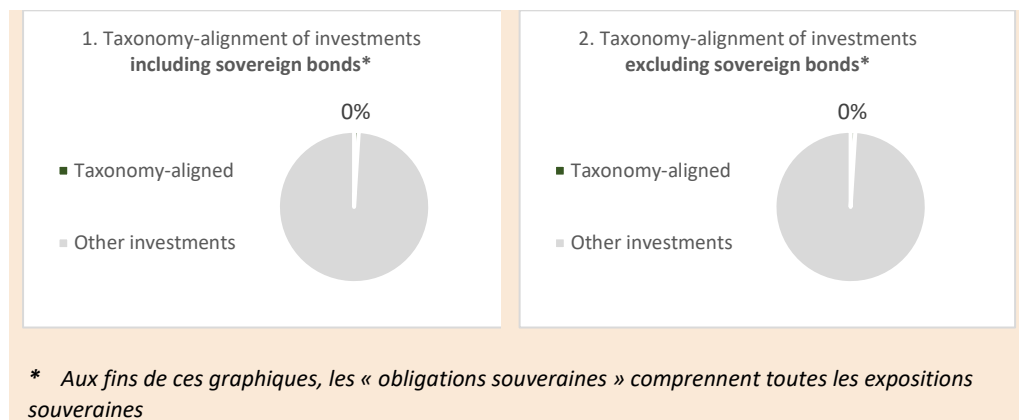 1. Taxonomy-alignment of investments
including sovereign bonds*
0%
Taxonomy-aligned
Other investments
2. Taxonomy-alignment of investments
excluding sovereign bonds*
0%
Taxonomy-aligned
Other investments
* Aux fins de ces graphiques, les « obligations souveraines » comprennent toutes les expositions
souveraines